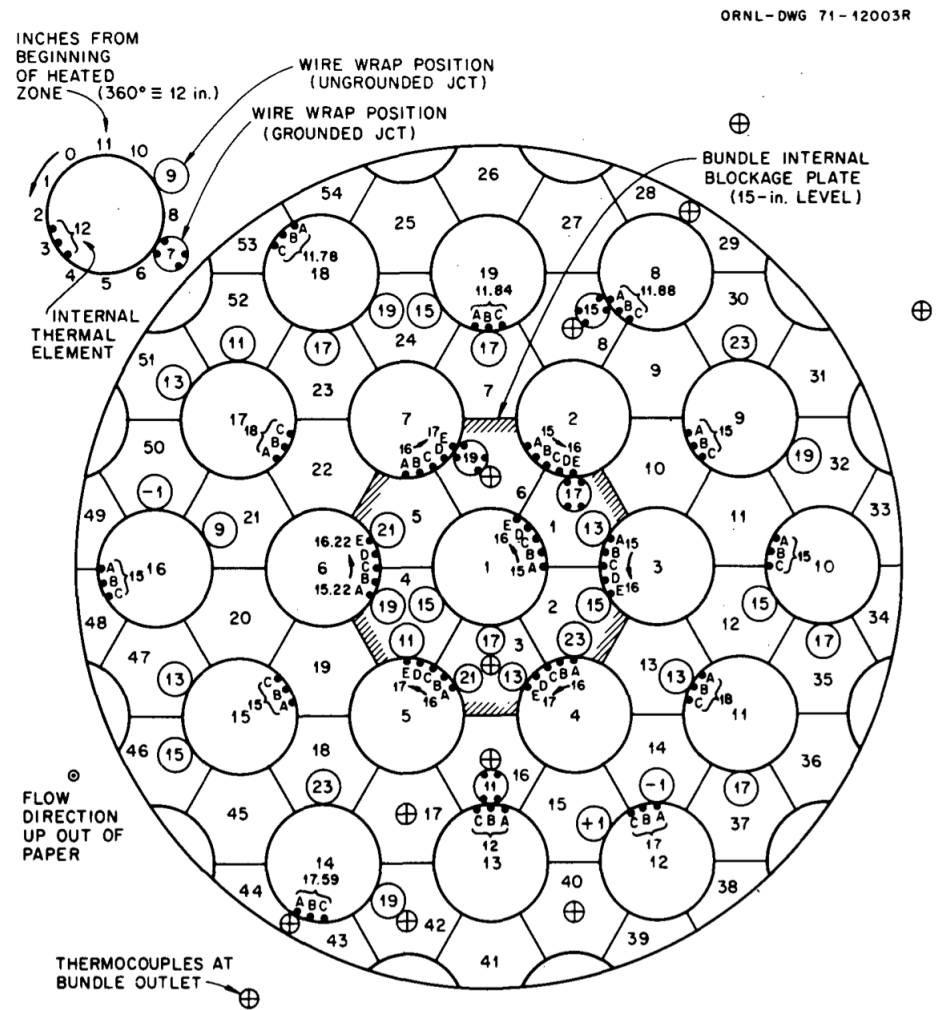 ORNL-DWG 71-12003R
INCHES FROM
BEGINNING
OF HEATED
ZONE (360° ≡ 12 in.)
WIRE WRAP POSITION
(UNGROUNDED JCT)
WIRE WRAP POSITION
(GROUNDED JCT)
BUNDLE INTERNAL
BLOCKAGE PLATE
(15-in. LEVEL)
11
0 10
1 9
2 12 8
3 7
4 5 6
INTERNAL
THERMAL
ELEMENT
26
54 28
25 27
53 29
A B C 11.78
18
19
11.84
A B C
8
A B C 11.88
52 30
19 15 15
24 8
11 17 17 23
51 23 7 9 31
13
17
18 C B A
7
16 17
A B C D E
2
15 16
A B C D E
9
A B C 15
19
50 22 19 10 32
-1 17
6
49 21 9 5 21 1 13 11 33
16
A B C 15
6
16.22 E
D
C
B
15.22 A
1
E D C B A
16 15
3
A 15
B
C
D
E 16
10
A B C 15
4
48 20 19 15 2 15 12 15 34
11 17 3 23 17
47 19 13 35
13 21 13 13
15
C B A 15
5
E D C B A
17 16
4
E D C B A
17 16
11
A B C 18
46 15 18 14 36
16
23 11 -1 17
45 17 15 +1 37
C B A
12
13
C B A
17
12
14
17.59
A B C
44 19 40 38
43 42 39
41
FLOW
DIRECTION
UP OUT OF
PAPER
THERMOCOUPLES AT
BUNDLE OUTLET